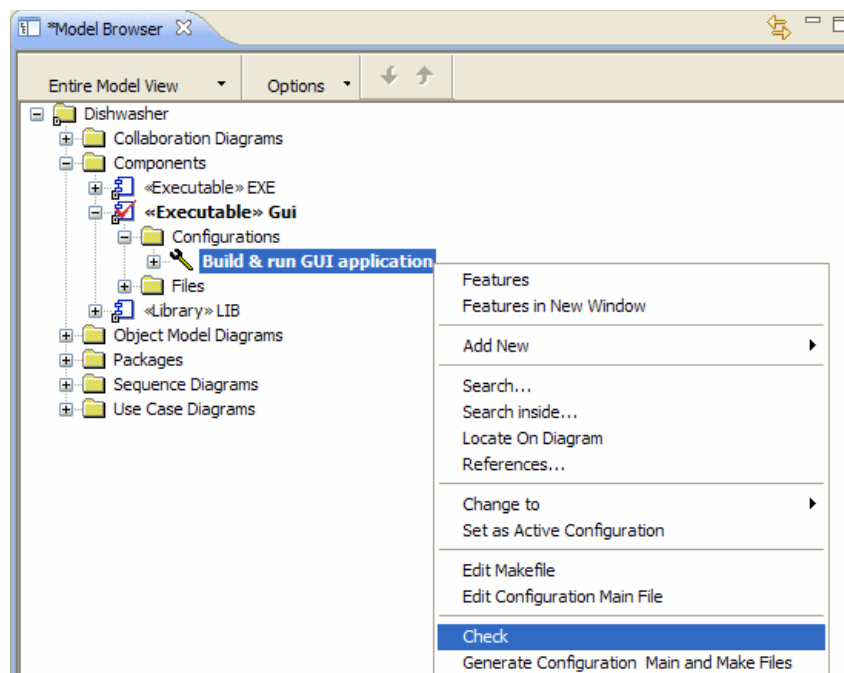 *Model Browser
Entire Model View
Options
Dishwasher
Collaboration Diagrams
Components
«Executable» EXE
«Executable» Gui
Configurations
Build & run GUI application
Files
«Library» LIB
Object Model Diagrams
Packages
Sequence Diagrams
Use Case Diagrams
Features
Features in New Window
Add New
Search...
Search inside...
Locate On Diagram
References...
Change to
Set as Active Configuration
Edit Makefile
Edit Configuration Main File
Check
Generate Configuration Main and Make Files